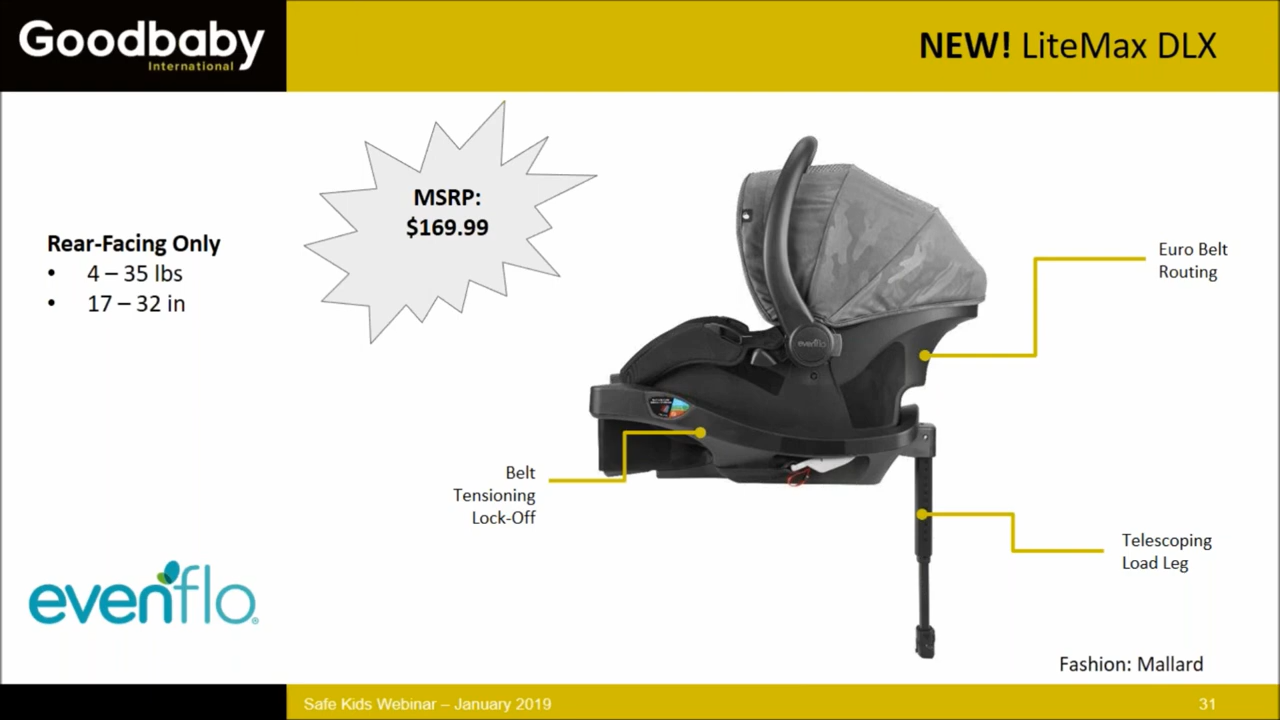 Goodbaby
International
NEW! LiteMax DLX
MSRP:
$169.99
Rear-Facing Only
• 4 – 35 lbs
• 17 – 32 in
Euro Belt
Routing
evenflo
Belt
Tensioning
Lock-Off
Telescoping
Load Leg
evenflo®
Fashion: Mallard
Safe Kids Webinar – January 2019
31